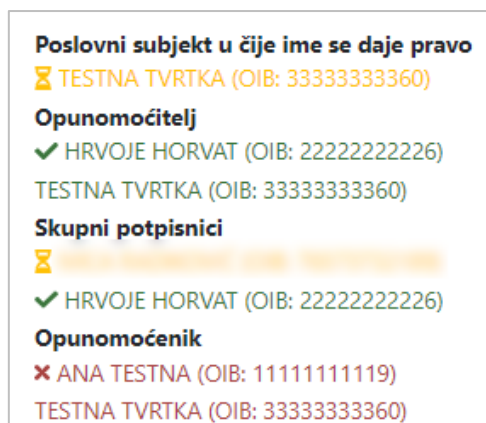 Poslovni subjekt u čije ime se daje pravo
TESTNA TVRTKA (OIB: 33333333360)
Opunomoćitelj
HRVOJE HORVAT (OIB: 22222222226)
TESTNA TVRTKA (OIB: 33333333360)
Skupni potpisnici
HRVOJE HORVAT (OIB: 22222222226)
Opunomoćenik
ANA TESTNA (OIB: 11111111119)
TESTNA TVRTKA (OIB: 33333333360)